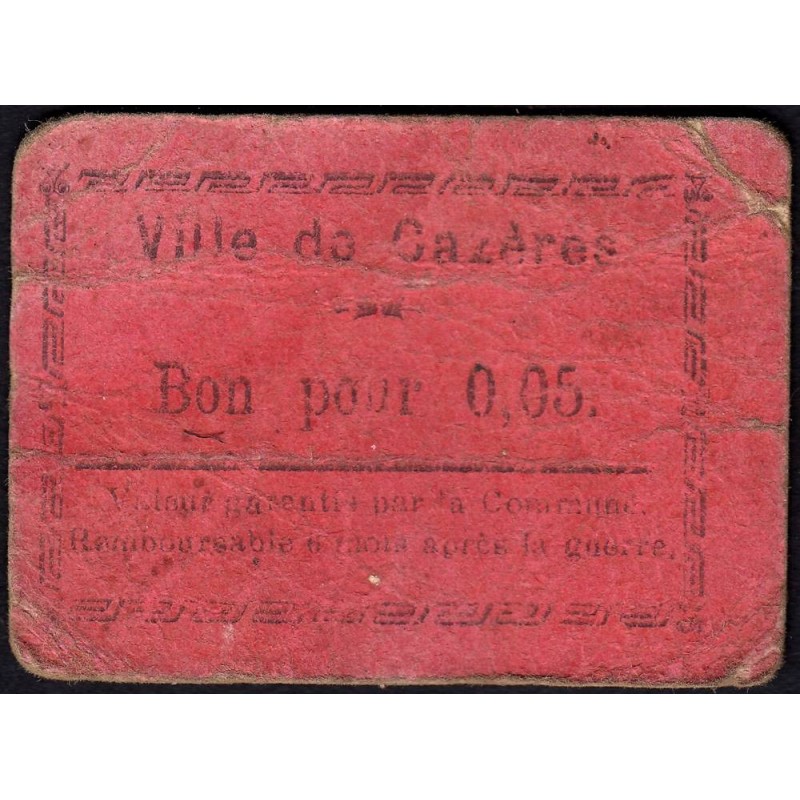 Ville de Cazères
Bon pour 0,05.
Valeur garantie par la Commune.
Remboursable 6 mois après la guerre.